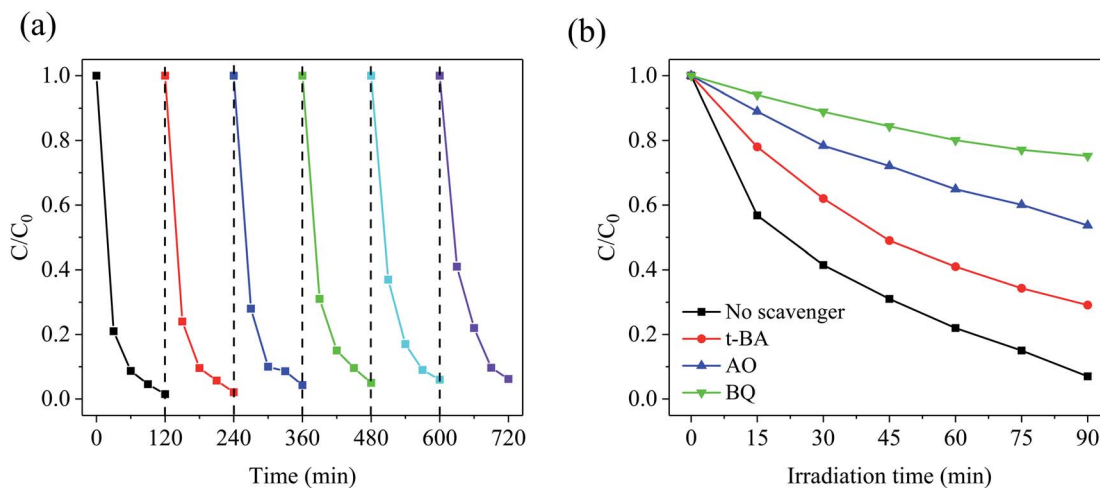 (a)
1.0
0.8
0.6
0.4
0.2
0.0
C/C₀
0 120 240 360 480 600 720
Time (min)
(b)
1.0
0.8
0.6
0.4
0.2
0.0
C/C₀
No scavenger
t-BA
AO
BQ
0 15 30 45 60 75 90
Irradiation time (min)